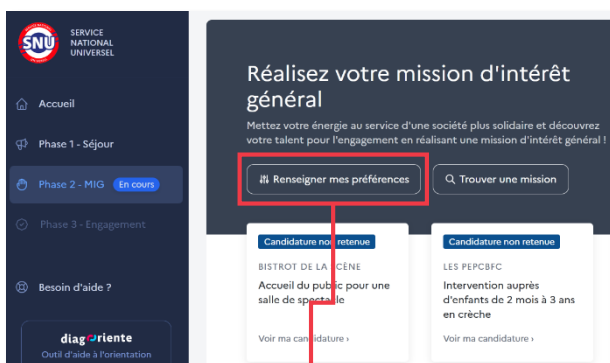 SNU
SERVICE
NATIONAL
UNIVERSEL
Accueil
Phase 1 - Séjour
Phase 2 - MIG En cours
Phase 3 - Engagement
Besoin d'aide ?
diagoriente
Outil d'aide à l'orientation
Réalisez votre mission d'intérêt
général
Mettez votre énergie au service d'une société plus solidaire et découvrez
votre talent pour l'engagement en réalisant une mission d'intérêt général !
Renseigner mes préférences
Trouver une mission
Candidature non retenue
BISTROT DE LA SCÈNE
Accueil du public pour une
salle de spectacle
Voir ma candidature ›
Candidature non retenue
LES PEPCBFC
Intervention auprès
d'enfants de 2 mois à 3 ans
en crèche
Voir ma candidature ›